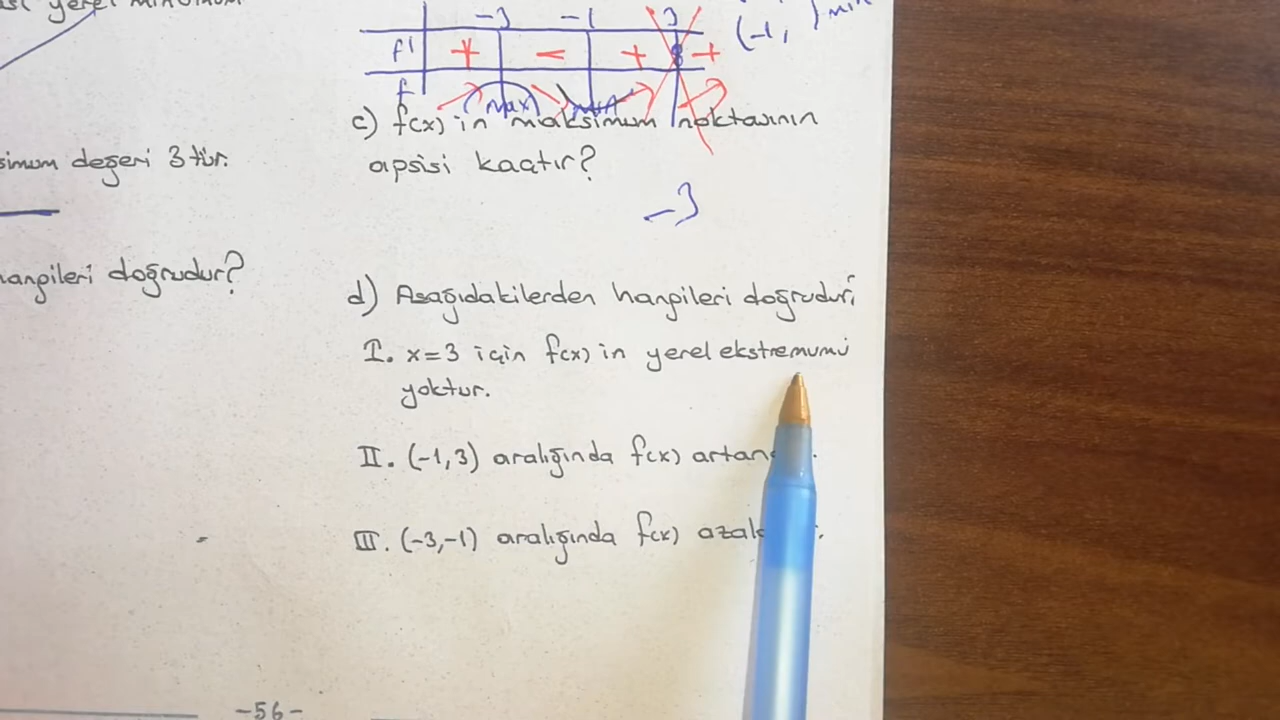 yerel
-3 -1 3
f' + - + +
f max min
(-1, ) min
c) f(x) in maksimum noktasının
apsisi kaçtır?
-3
simum değeri 3 tür.
hangileri doğrudur?
d) Aşağıdakilerden hangileri doğrudur?
I. x=3 için f(x) in yerel ekstremumu
yoktur.
II. (-1,3) aralığında f(x) artan
III. (-3,-1) aralığında f(x) azal
-56-